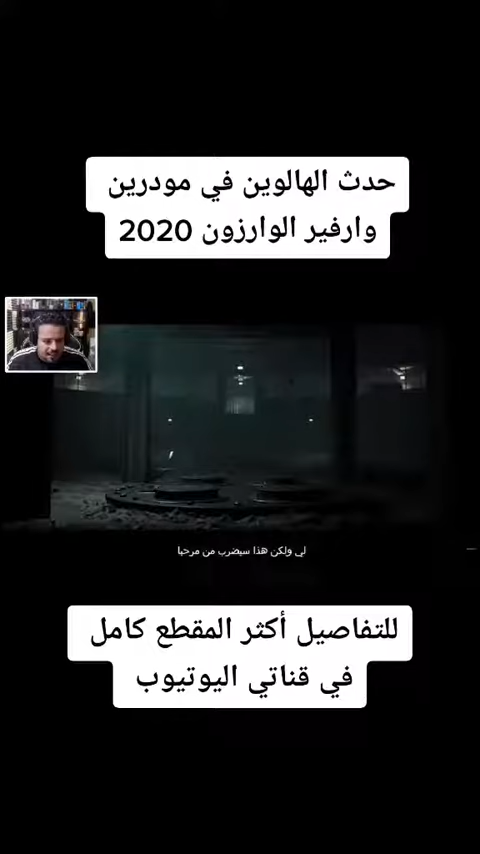 حدث الهالوين في مودرين
وارفير الوارزون 2020
لي ولكن هذا سيضرب من مرحبا
للتفاصيل أكثر المقطع كامل
في قناتي اليوتيوب